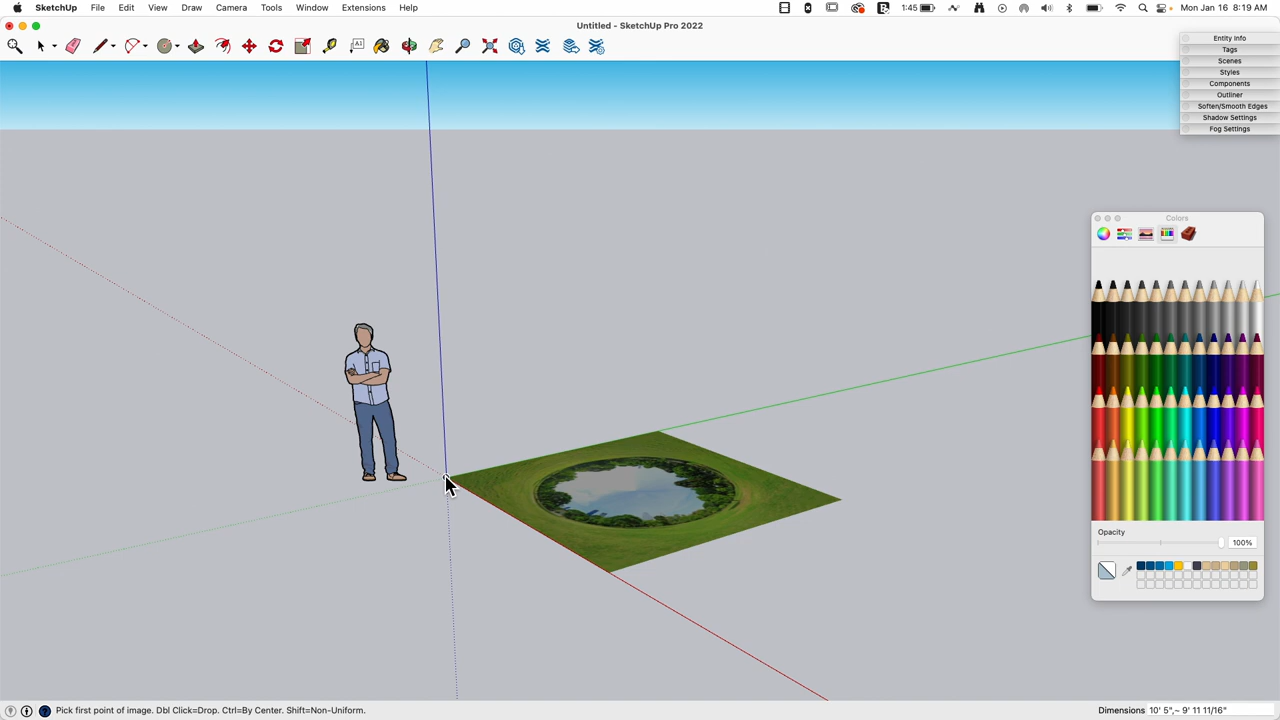 SketchUp File Edit View Draw Camera Tools Window Extensions Help 1:45 Mon Jan 16 8:19 AM
Untitled - SketchUp Pro 2022
Entity Info
Tags
Scenes
Styles
Components
Outliner
Soften/Smooth Edges
Shadow Settings
Fog Settings
Colors
Opacity
100%
Pick first point of image. Dbl Click=Drop. Ctrl=By Center. Shift=Non-Uniform.
Dimensions 10' 5",~ 9' 11 11/16"